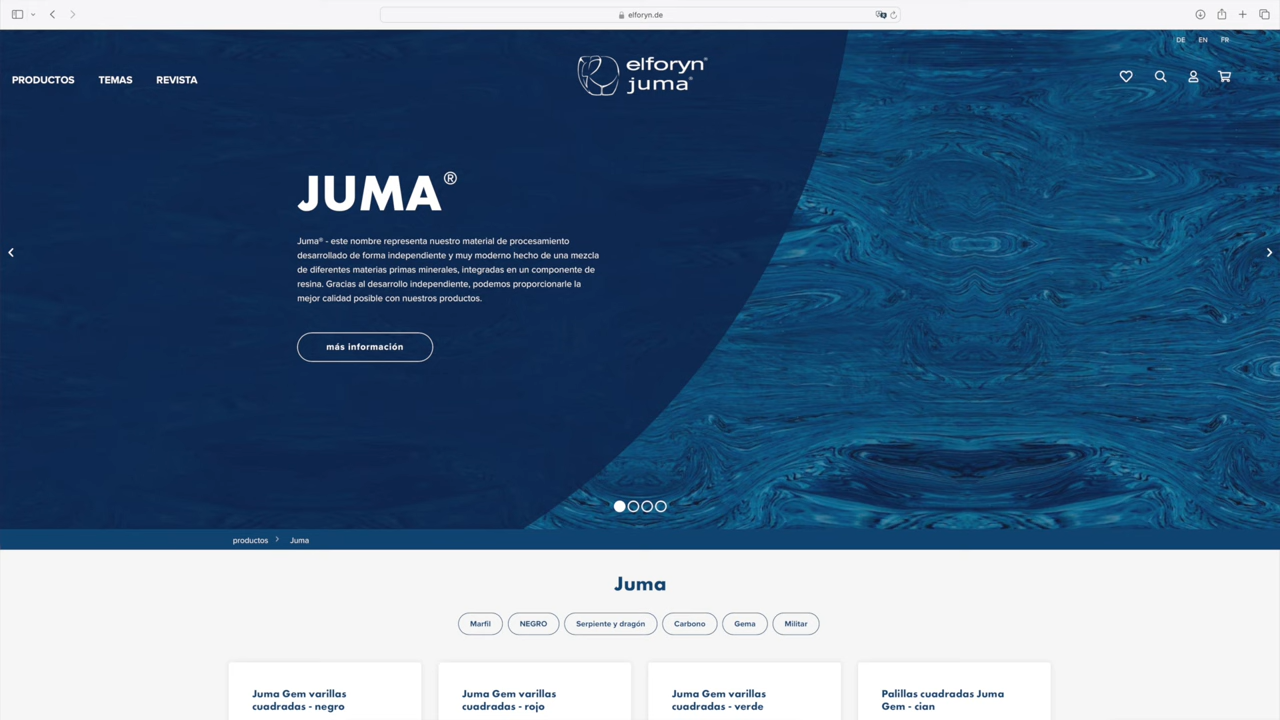 elforyn.de
DE EN FR
PRODUCTOS TEMAS REVISTA
elforyn®
juma®
JUMA®
Juma® - este nombre representa nuestro material de procesamiento
desarrollado de forma independiente y muy moderno hecho de una mezcla
de diferentes materias primas minerales, integradas en un componente de
resina. Gracias al desarrollo independiente, podemos proporcionarle la
mejor calidad posible con nuestros productos.
más información
productos > Juma
Juma
Marfil NEGRO Serpiente y dragón Carbono Gema Militar
Juma Gem varillas
cuadradas - negro
Juma Gem varillas
cuadradas - rojo
Juma Gem varillas
cuadradas - verde
Palillas cuadradas Juma
Gem - cian